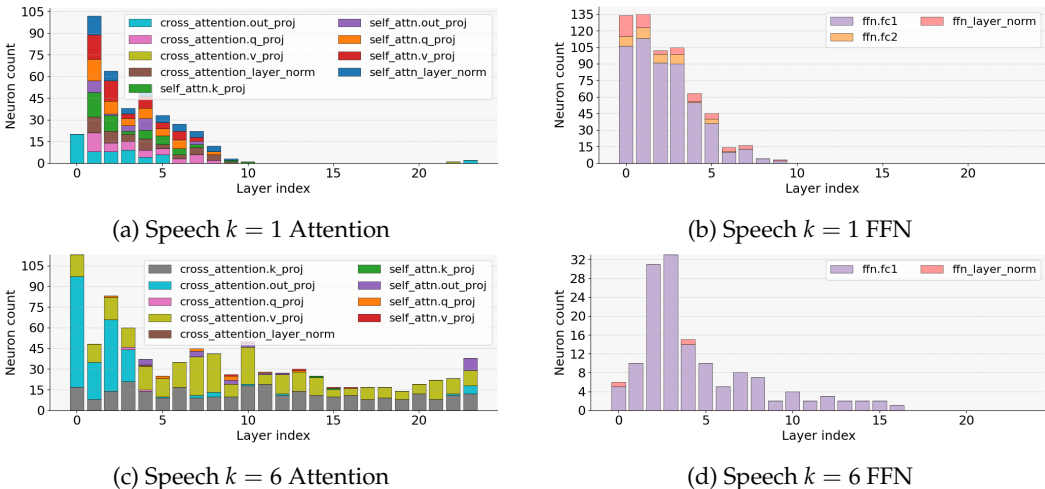 105
90
75
60
45
30
15
0
Neuron count
cross_attention.out_proj
cross_attention.q_proj
cross_attention.v_proj
cross_attention_layer_norm
self_attn.k_proj
self_attn.out_proj
self_attn.q_proj
self_attn.v_proj
self_attn_layer_norm
0 5 10 15 20
Layer index
(a) Speech k = 1 Attention
135
120
105
90
75
60
45
30
15
0
Neuron count
ffn.fc1
ffn.fc2
ffn_layer_norm
0 5 10 15 20
Layer index
(b) Speech k = 1 FFN
105
90
75
60
45
30
15
0
Neuron count
cross_attention.k_proj
cross_attention.out_proj
cross_attention.q_proj
cross_attention.v_proj
cross_attention_layer_norm
self_attn.k_proj
self_attn.out_proj
self_attn.q_proj
self_attn.v_proj
0 5 10 15 20
Layer index
(c) Speech k = 6 Attention
32
28
24
20
16
12
8
4
0
Neuron count
ffn.fc1
ffn_layer_norm
0 5 10 15 20
Layer index
(d) Speech k = 6 FFN